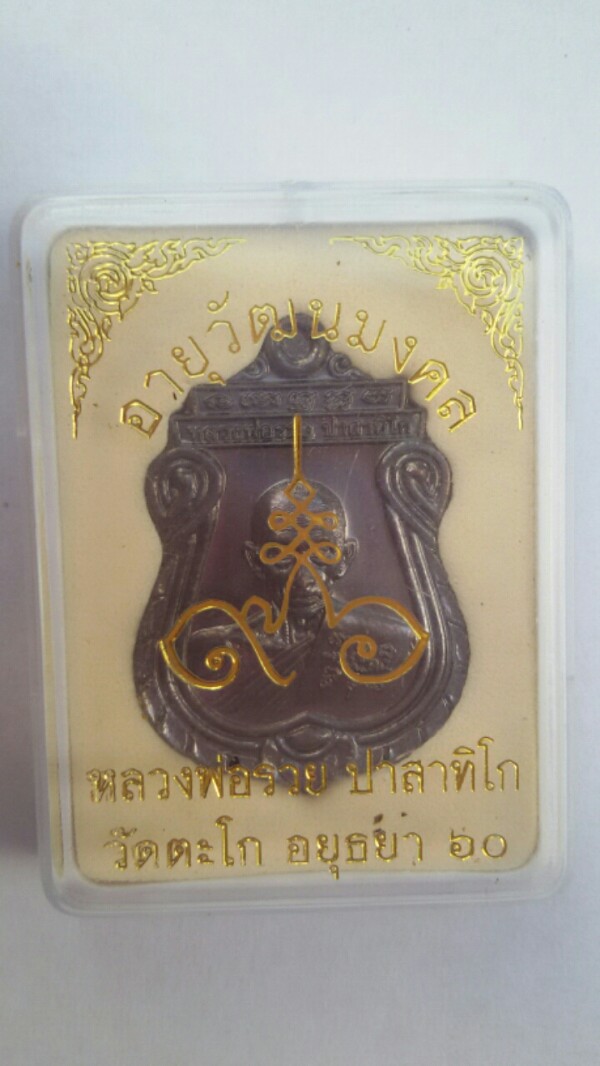 อายุวัฒนมงคล
หลวงพ่อรวย ปาสาทิโก
วัดตะโก อยุธยา ๖๐